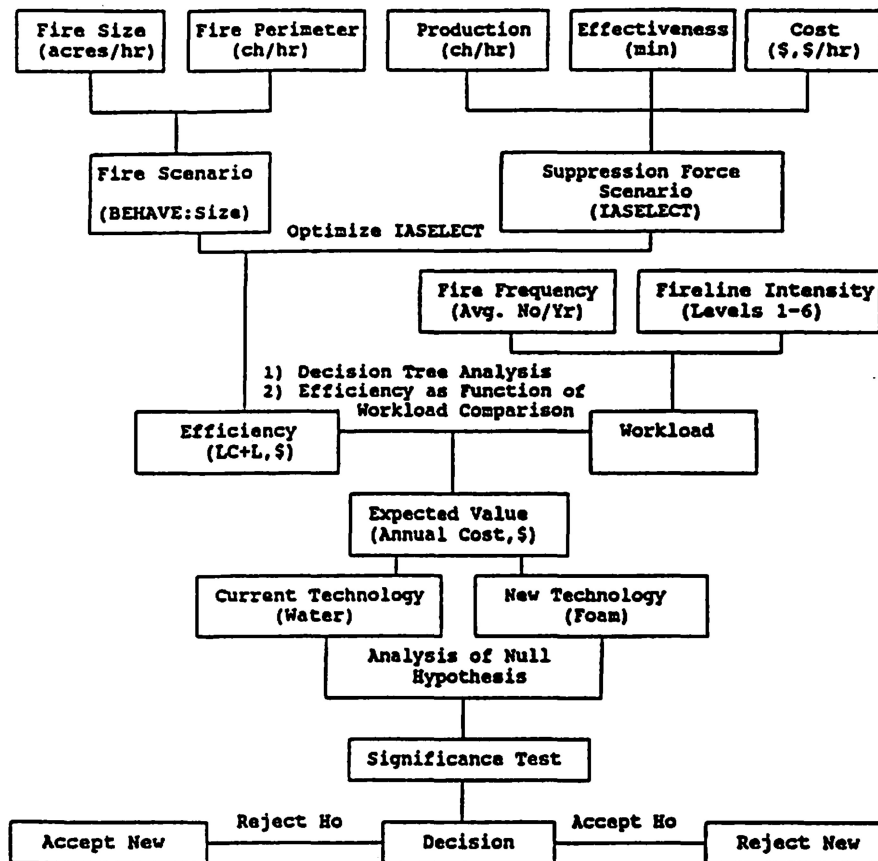 Fire Size
(acres/hr)
Fire Perimeter
(ch/hr)
Production
(ch/hr)
Effectiveness
(min)
Cost
($,$/hr)
Fire Scenario
(BEHAVE:Size)
Suppression Force
Scenario
(IASELECT)
Optimize IASELECT
Fire Frequency
(Avg. No/Yr)
Fireline Intensity
(Levels 1-6)
1) Decision Tree Analysis
2) Efficiency as Function of
Workload Comparison
Efficiency
(LC+L,$)
Workload
Expected Value
(Annual Cost,$)
Current Technology
(Water)
New Technology
(Foam)
Analysis of Null
Hypothesis
Significance Test
Reject Ho
Accept Ho
Accept New
Decision
Reject New